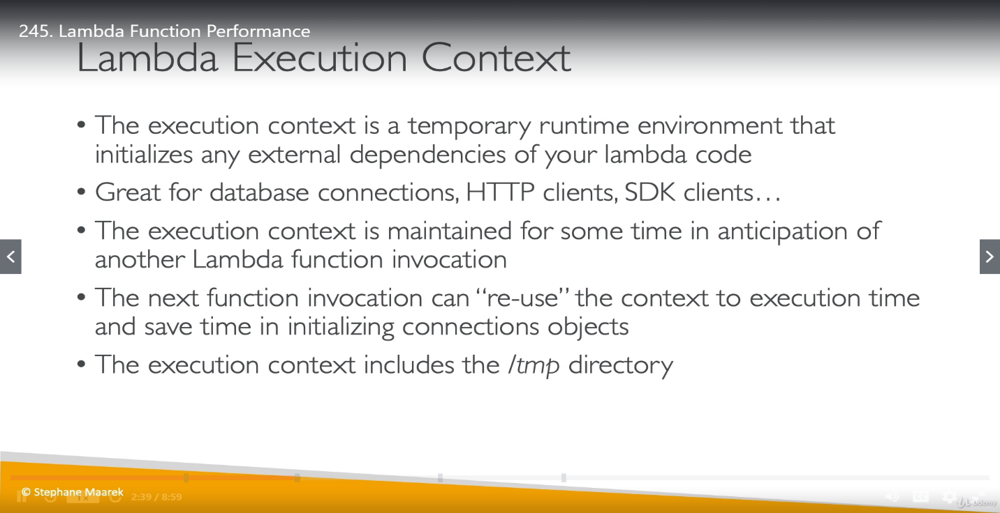 245. Lambda Function Performance
Lambda Execution Context
• The execution context is a temporary runtime environment that
initializes any external dependencies of your lambda code
• Great for database connections, HTTP clients, SDK clients…
• The execution context is maintained for some time in anticipation of
another Lambda function invocation
• The next function invocation can “re-use” the context to execution time
and save time in initializing connections objects
• The execution context includes the /tmp directory
© Stephane Maarek
1x
2:39 / 8:59
CC
Udemy